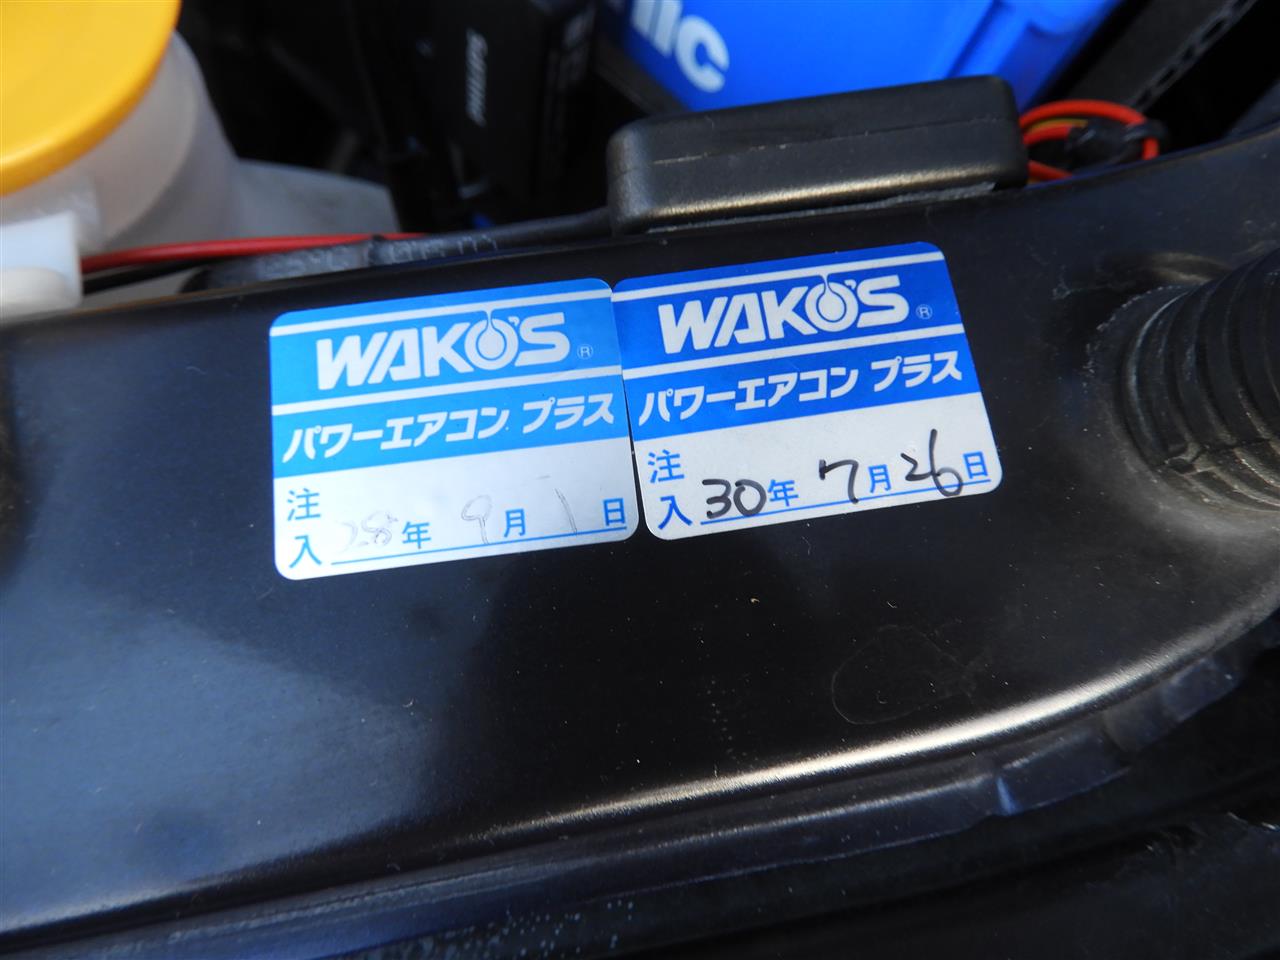 nic
WAKO'S®
パワーエアコン プラス
注入 28年 9月 1日
WAKO'S®
パワーエアコン プラス
注入 30年 7月 26日